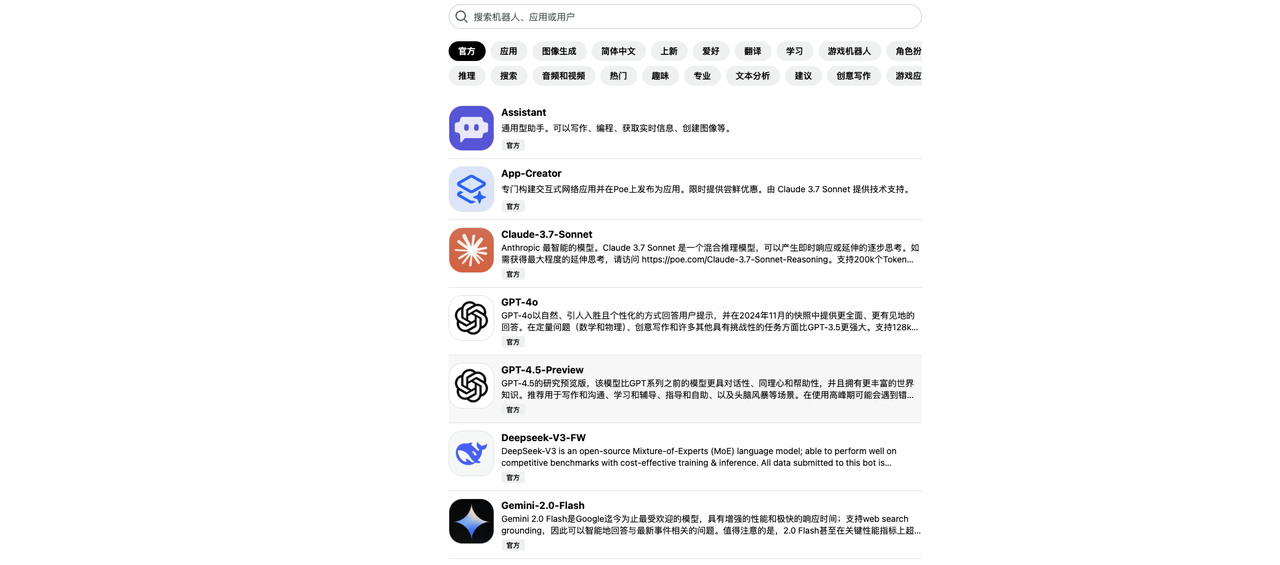 搜索机器人、应用或用户
官方 应用 图像生成 简体中文 上新 爱好 翻译 学习 游戏机器人 角色扮
推理 搜索 音频和视频 热门 趣味 专业 文本分析 建议 创意写作 游戏应
Assistant
通用型助手。可以写作、编程、获取实时信息、创建图像等。
官方
App-Creator
专门构建交互式网络应用并在Poe上发布为应用。限时提供尝鲜优惠。由 Claude 3.7 Sonnet 提供技术支持。
官方
Claude-3.7-Sonnet
Anthropic 最智能的模型。Claude 3.7 Sonnet 是一个混合推理模型，可以产生即时响应或延伸的逐步思考。如
需获得最大程度的延伸思考，请访问 https://poe.com/Claude-3.7-Sonnet-Reasoning。支持200k个Token...
官方
GPT-4o
GPT-4o以自然、引人入胜且个性化的方式回答用户提示，并在2024年11月的快照中提供更全面、更有见地的
回答。在定量问题（数学和物理）、创意写作和许多其他具有挑战性的任务方面比GPT-3.5更强大。支持128k...
官方
GPT-4.5-Preview
GPT-4.5的研究预览版，该模型比GPT系列之前的模型更具对话性、同理心和帮助性，并且拥有更丰富的世界
知识。推荐用于写作和沟通、学习和辅导、指导和自助、以及头脑风暴等场景。在使用高峰期可能会遇到错...
官方
Deepseek-V3-FW
DeepSeek-V3 is an open-source Mixture-of-Experts (MoE) language model; able to perform well on
competitive benchmarks with cost-effective training & inference. All data submitted to this bot is...
官方
Gemini-2.0-Flash
Gemini 2.0 Flash是Google迄今为止最受欢迎的模型，具有增强的性能和极快的响应时间；支持web search
grounding，因此可以智能地回答与最新事件相关的问题。值得注意的是，2.0 Flash甚至在关键性能指标上超...
官方